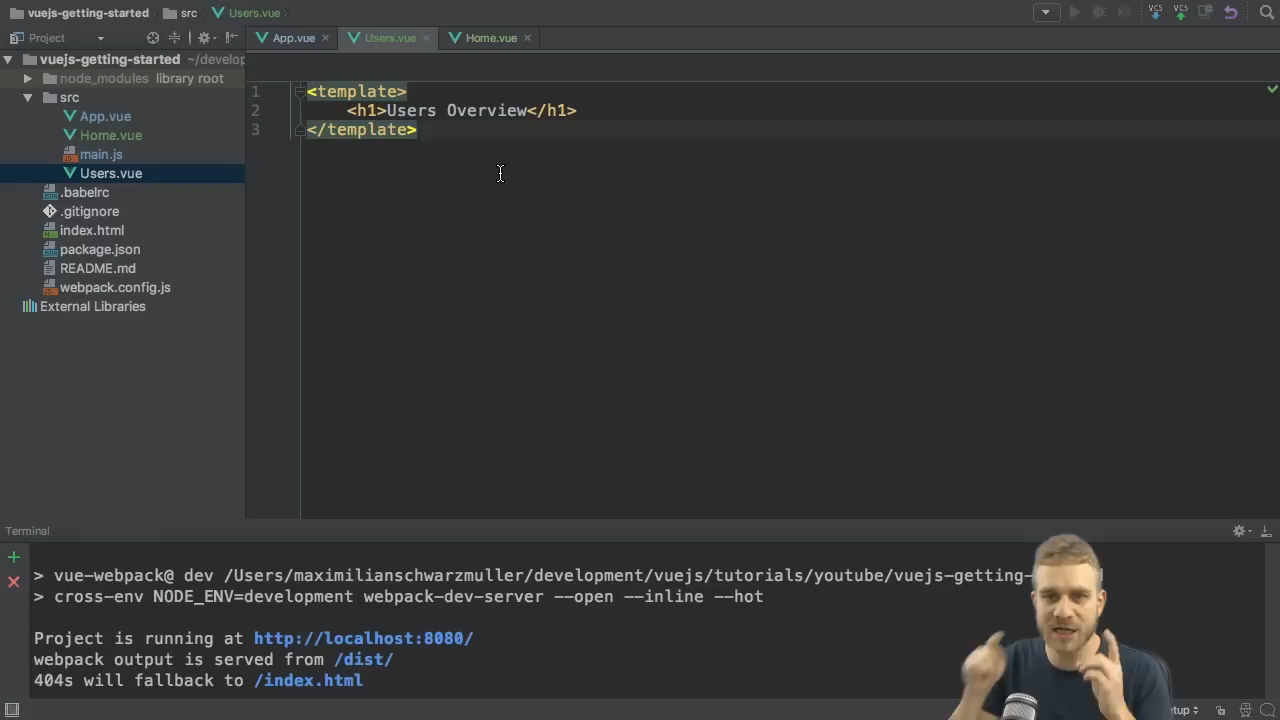 vuejs-getting-started src Users.vue
VCS VCS
Project
App.vue Users.vue Home.vue
vuejs-getting-started ~/develop
node_modules library root
src
App.vue
Home.vue
main.js
Users.vue
.babelrc
.gitignore
index.html
package.json
README.md
webpack.config.js
External Libraries
1 <template>
2 <h1>Users Overview</h1>
3 </template>
Terminal
> vue-webpack@ dev /Users/maximilianschwarzmuller/development/vuejs/tutorials/youtube/vuejs-getting-
> cross-env NODE_ENV=development webpack-dev-server --open --inline --hot
Project is running at http://localhost:8080/
webpack output is served from /dist/
404s will fallback to /index.html